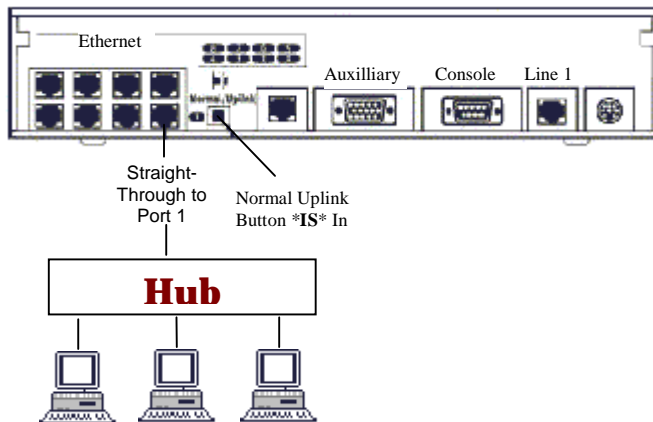 Ethernet
Auxilliary
Console
Line 1
Normal Uplink
Straight-
Through to
Port 1
Normal Uplink
Button *IS* In
Hub